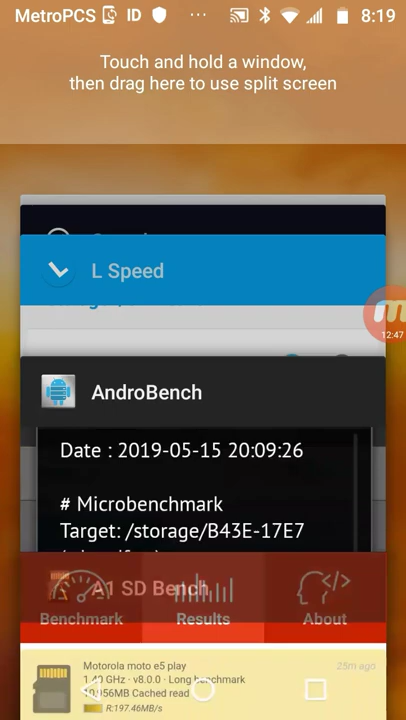 MetroPCS ID ... 8:19
Touch and hold a window,
then drag here to use split screen
L Speed
12:47
AndroBench
Date : 2019-05-15 20:09:26
# Microbenchmark
Target: /storage/B43E-17E7
A1 SD Bench
Benchmark Results About
Motorola moto e5 play 25m ago
1.40 GHz · v8.0.0 · Long benchmark
Cached read
R:197.46MB/s